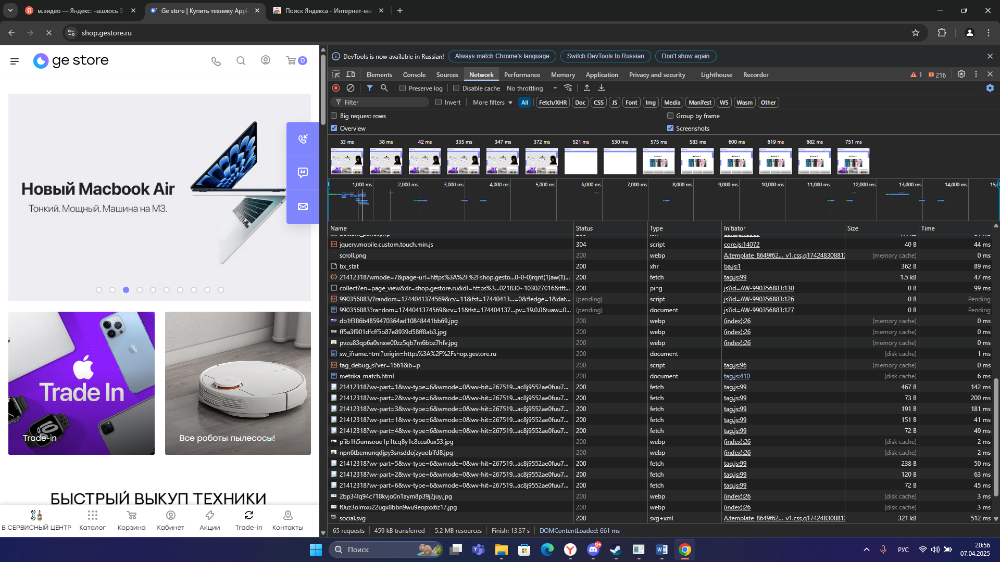 м.видео — Яндекс: нашлось 3
Ge store | Купить технику Appl
Поиск Яндекса - Интернет-ма
shop.gestore.ru
ge store
0
Новый Macbook Air
Тонкий. Мощный. Машина на М3.
Trade In
Trade-in
Все роботы пылесосы!
БЫСТРЫЙ ВЫКУП ТЕХНИКИ
В СЕРВИСНЫЙ ЦЕНТР
Каталог
Корзина
Кабинет
Акции
Trade-in
Контакты
DevTools is now available in Russian!
Always match Chrome's language
Switch DevTools to Russian
Don't show again
Elements Console Sources Network Performance Memory Application Privacy and security Lighthouse Recorder
1 216
Preserve log Disable cache No throttling
Filter Invert More filters All Fetch/XHR Doc CSS JS Font Img Media Manifest WS Wasm Other
Big request rows Group by frame
Overview Screenshots
33 ms 38 ms 42 ms 335 ms 347 ms 372 ms 521 ms 530 ms 575 ms 583 ms 600 ms 619 ms 682 ms 751 ms
1,000 ms 2,000 ms 3,000 ms 4,000 ms 5,000 ms 6,000 ms 7,000 ms 8,000 ms 9,000 ms 10,000 ms 11,000 ms 12,000 ms 13,000 ms 14,000 ms 15,
Name Status Type Initiator Size Time
jquery.mobile.custom.touch.min.js 304 script core.js:14072 40 B 44 ms
scroll.png 200 webp A.template_8649f62..._v1.css,q1742483088132 (memory cache) 0 ms
bx_stat 200 xhr ba.js:1 362 B 89 ms
21412318?wmode=7&page-url=https%3A%2F%2Fshop.gesto...0-0-0)rqnt(1)aw(1)... 200 fetch tag.js:99 1.5 kB 47 ms
collect?en=page_view&dr=shop.gestore.ru&dl=https%3...021830~103027016&tft... 200 ping js?id=AW-990356883:130 0 B 99 ms
990356883/?random=1744041374569&cv=11&fst=17440413...=0&fledge=1&dat... (pending) script js?id=AW-990356883:126 0 B Pending
990356883?random=1744041374569&cv=11&fst=174404137...pv=19.0.0&uaw=0... (pending) document js?id=AW-990356883:127 0 B Pending
db1f386b4859470364ad10848441bb69.jpg 200 webp (index):26 (memory cache) 0 ms
ff5a3f901dfcff5b87e8939d58ff8ab3.jpg 200 webp (index):26 (memory cache) 0 ms
pvzu83qp6a0snxw00zz5qb7m6bbz7hfv.jpg 200 webp (index):26 (memory cache) 0 ms
sw_iframe.html?origin=https%3A%2F%2Fshop.gestore.ru 200 document (disk cache) 1 ms
tag_debug.js?ver=1661&b=p 200 script tag.js:96 (memory cache) 0 ms
metrika_match.html 200 document tag.js:410 (disk cache) 6 ms
21412318?wv-part=1&wv-type=6&wmode=0&wv-hit=267519...ac8j9552ae0fuu7... 200 fetch tag.js:99 467 B 142 ms
21412318?wv-part=2&wv-type=6&wmode=0&wv-hit=267519...ac8j9552ae0fuu7... 200 fetch tag.js:99 73 B 200 ms
21412318?wv-part=3&wv-type=6&wmode=0&wv-hit=267519...ac8j9552ae0fuu7... 200 fetch tag.js:99 191 B 181 ms
21412318?wv-part=1&wv-type=6&wmode=0&wv-hit=267519...ac8j9552ae0fuu7... 200 fetch tag.js:99 151 B 41 ms
21412318?wv-part=4&wv-type=6&wmode=0&wv-hit=267519...ac8j9552ae0fuu7... 200 fetch tag.js:99 72 B 49 ms
piib1h5umsoue1p1tcq8y1c8ccu0ux53.jpg 200 webp (index):26 (disk cache) 2 ms
npn6tbemunqdjpy3snsddojzyuobifd8.jpg 200 webp (index):26 (disk cache) 2 ms
21412318?wv-part=5&wv-type=6&wmode=0&wv-hit=267519...ac8j9552ae0fuu7... 200 fetch tag.js:99 238 B 50 ms
21412318?wv-part=2&wv-type=6&wmode=0&wv-hit=267519...ac8j9552ae0fuu7... 200 fetch tag.js:99 120 B 63 ms
21412318?wv-part=6&wv-type=6&wmode=0&wv-hit=267519...ac8j9552ae0fuu7... 200 fetch tag.js:99 72 B 45 ms
2bp34lq94c718kvjo0n1aym8p39j2juy.jpg 200 webp (index):26 (disk cache) 3 ms
f0uz3olmxu22ugx8bbn9wu9eopxx6z17.jpg 200 webp (index):26 (disk cache) 3 ms
social.svg 200 svg+xml A.template_8649f62..._v1.css,q1742483088132 321 kB 512 ms
65 requests 459 kB transferred 5.2 MB resources Finish: 13.37 s DOMContentLoaded: 661 ms
Поиск
9+
РУС
20:56
07.04.2025